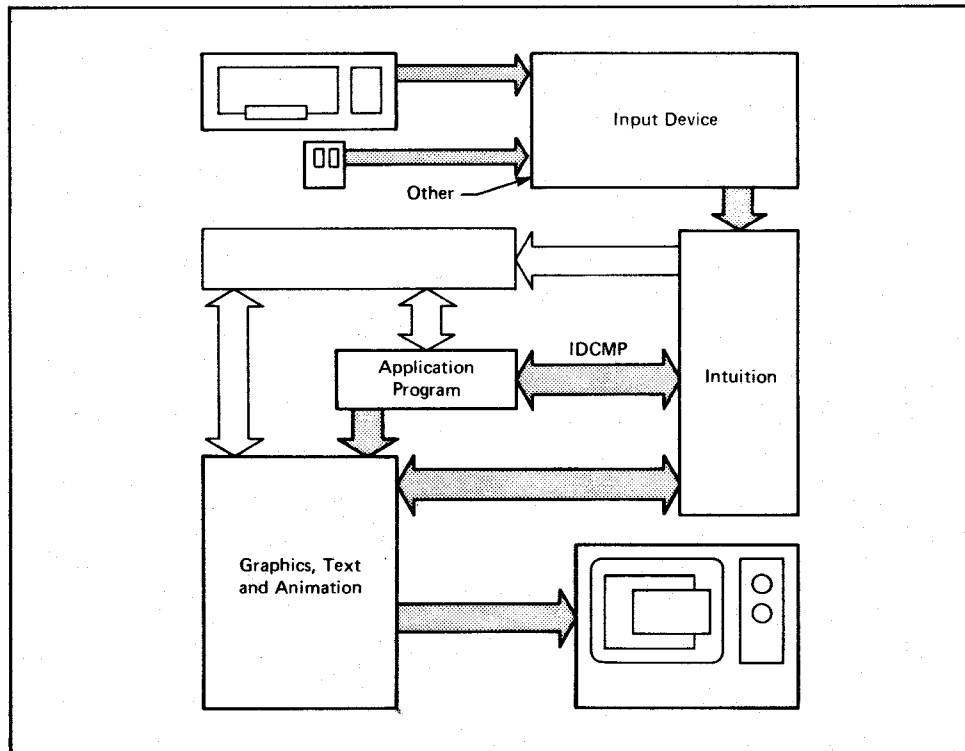 Input Device
Other
IDCMP
Application
Program
Intuition
Graphics, Text
and Animation